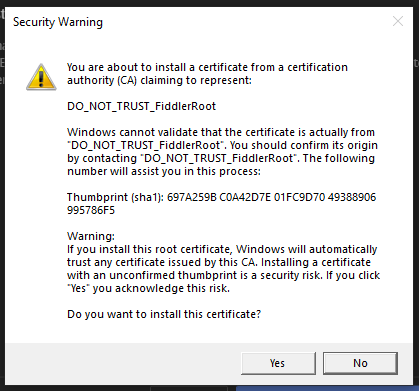 Security Warning
You are about to install a certificate from a certification
authority (CA) claiming to represent:
DO_NOT_TRUST_FiddlerRoot
Windows cannot validate that the certificate is actually from
"DO_NOT_TRUST_FiddlerRoot". You should confirm its origin
by contacting "DO_NOT_TRUST_FiddlerRoot". The following
number will assist you in this process:
Thumbprint (sha1): 697A259B C0A42D7E 01FC9D70 49388906
995786F5
Warning:
If you install this root certificate, Windows will automatically
trust any certificate issued by this CA. Installing a certificate
with an unconfirmed thumbprint is a security risk. If you click
"Yes" you acknowledge this risk.
Do you want to install this certificate?
Yes
No